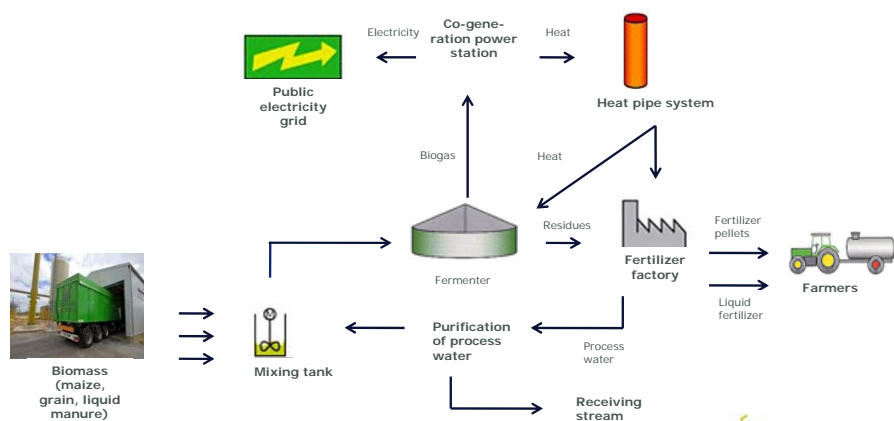 Electricity
Co-gene-
ration power
station
Heat
Public
electricity
grid
Heat pipe system
Biogas
Heat
Residues
Fertilizer
pellets
Fermenter
Fertilizer
factory
Farmers
Liquid
fertilizer
Biomass
(maize,
grain, liquid
manure)
Mixing tank
Purification
of process
water
Process
water
Receiving
stream